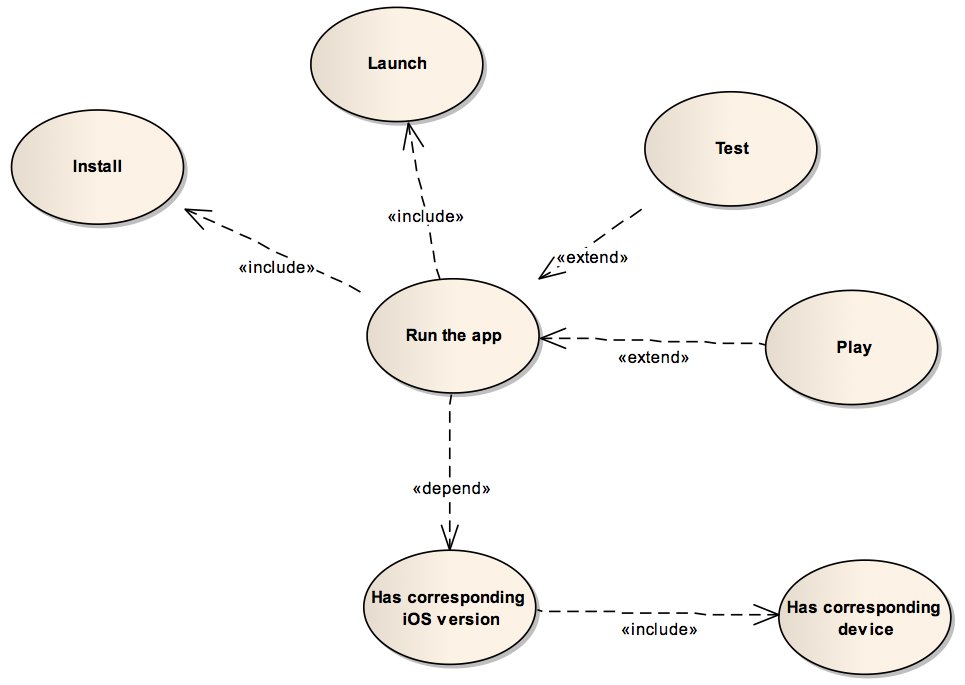 Launch
Test
Install
«include»
«extend»
«include»
Run the app
Play
«extend»
«depend»
Has corresponding
iOS version
Has corresponding
device
«include»